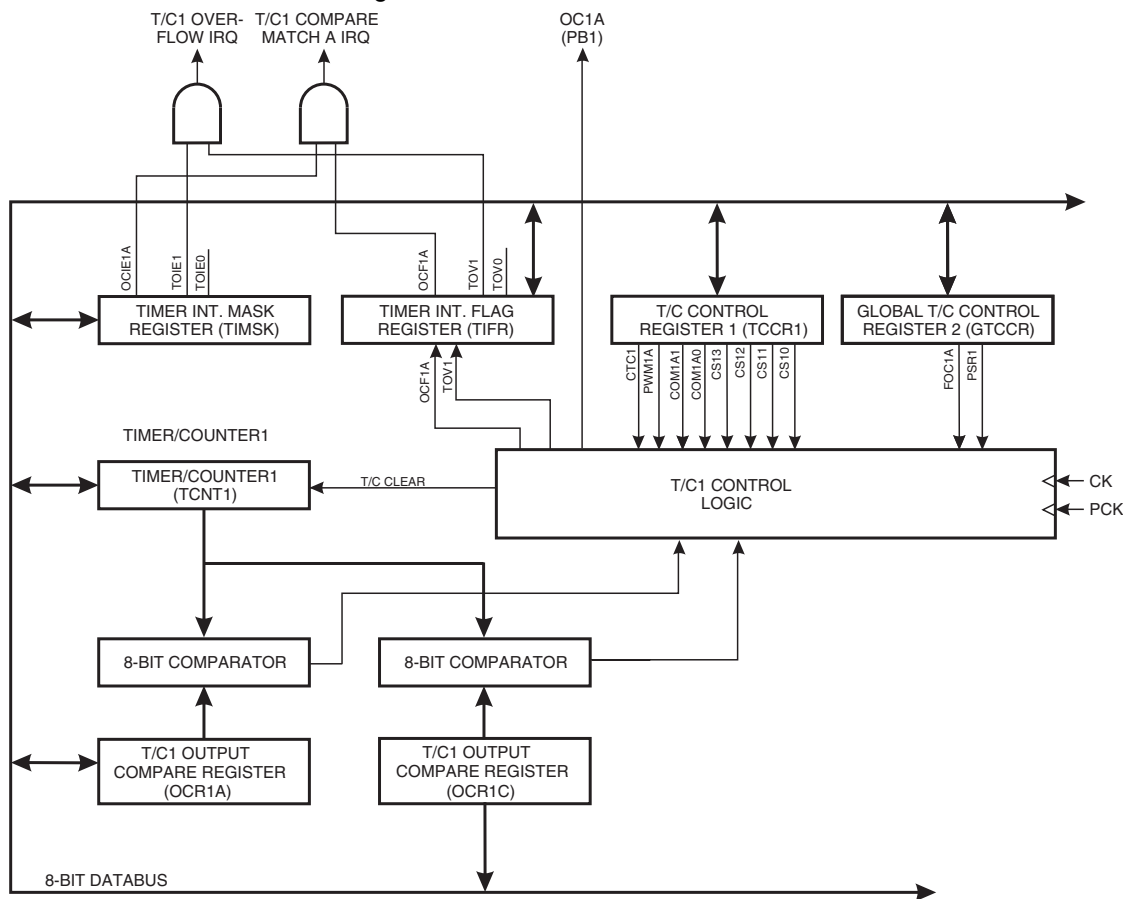 T/C1 OVER-
FLOW IRQ
T/C1 COMPARE
MATCH A IRQ
OC1A
(PB1)
OCIE1A
TOIE1
TOIE0
OCF1A
TOV1
TOV0
TIMER INT. MASK
REGISTER (TIMSK)
TIMER INT. FLAG
REGISTER (TIFR)
T/C CONTROL
REGISTER 1 (TCCR1)
GLOBAL T/C CONTROL
REGISTER 2 (GTCCR)
OCF1A
TOV1
CTC1
PWM1A
COM1A1
COM1A0
CS13
CS12
CS11
CS10
FOC1A
PSR1
TIMER/COUNTER1
TIMER/COUNTER1
(TCNT1)
T/C CLEAR
T/C1 CONTROL
LOGIC
CK
PCK
8-BIT COMPARATOR
8-BIT COMPARATOR
T/C1 OUTPUT
COMPARE REGISTER
(OCR1A)
T/C1 OUTPUT
COMPARE REGISTER
(OCR1C)
8-BIT DATABUS